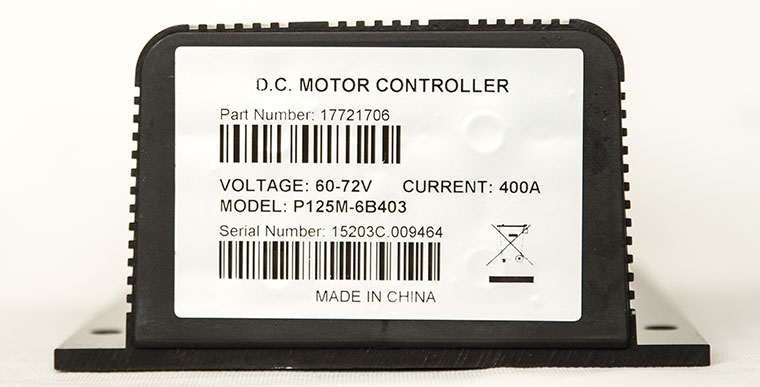 D.C. MOTOR CONTROLLER
Part Number: 17721706
VOLTAGE: 60-72V CURRENT: 400A
MODEL: P125M-6B403
Serial Number: 15203C.009464
MADE IN CHINA